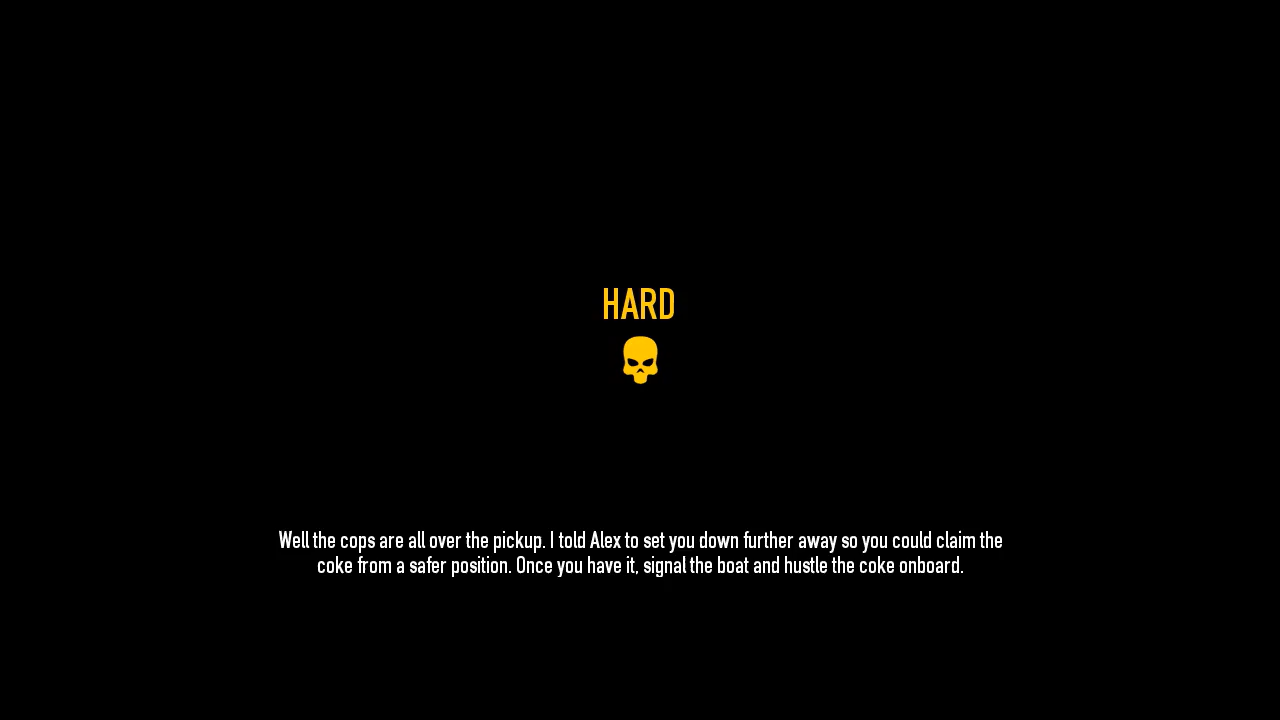 HARD
Well the cops are all over the pickup. I told Alex to set you down further away so you could claim the
coke from a safer position. Once you have it, signal the boat and hustle the coke onboard.